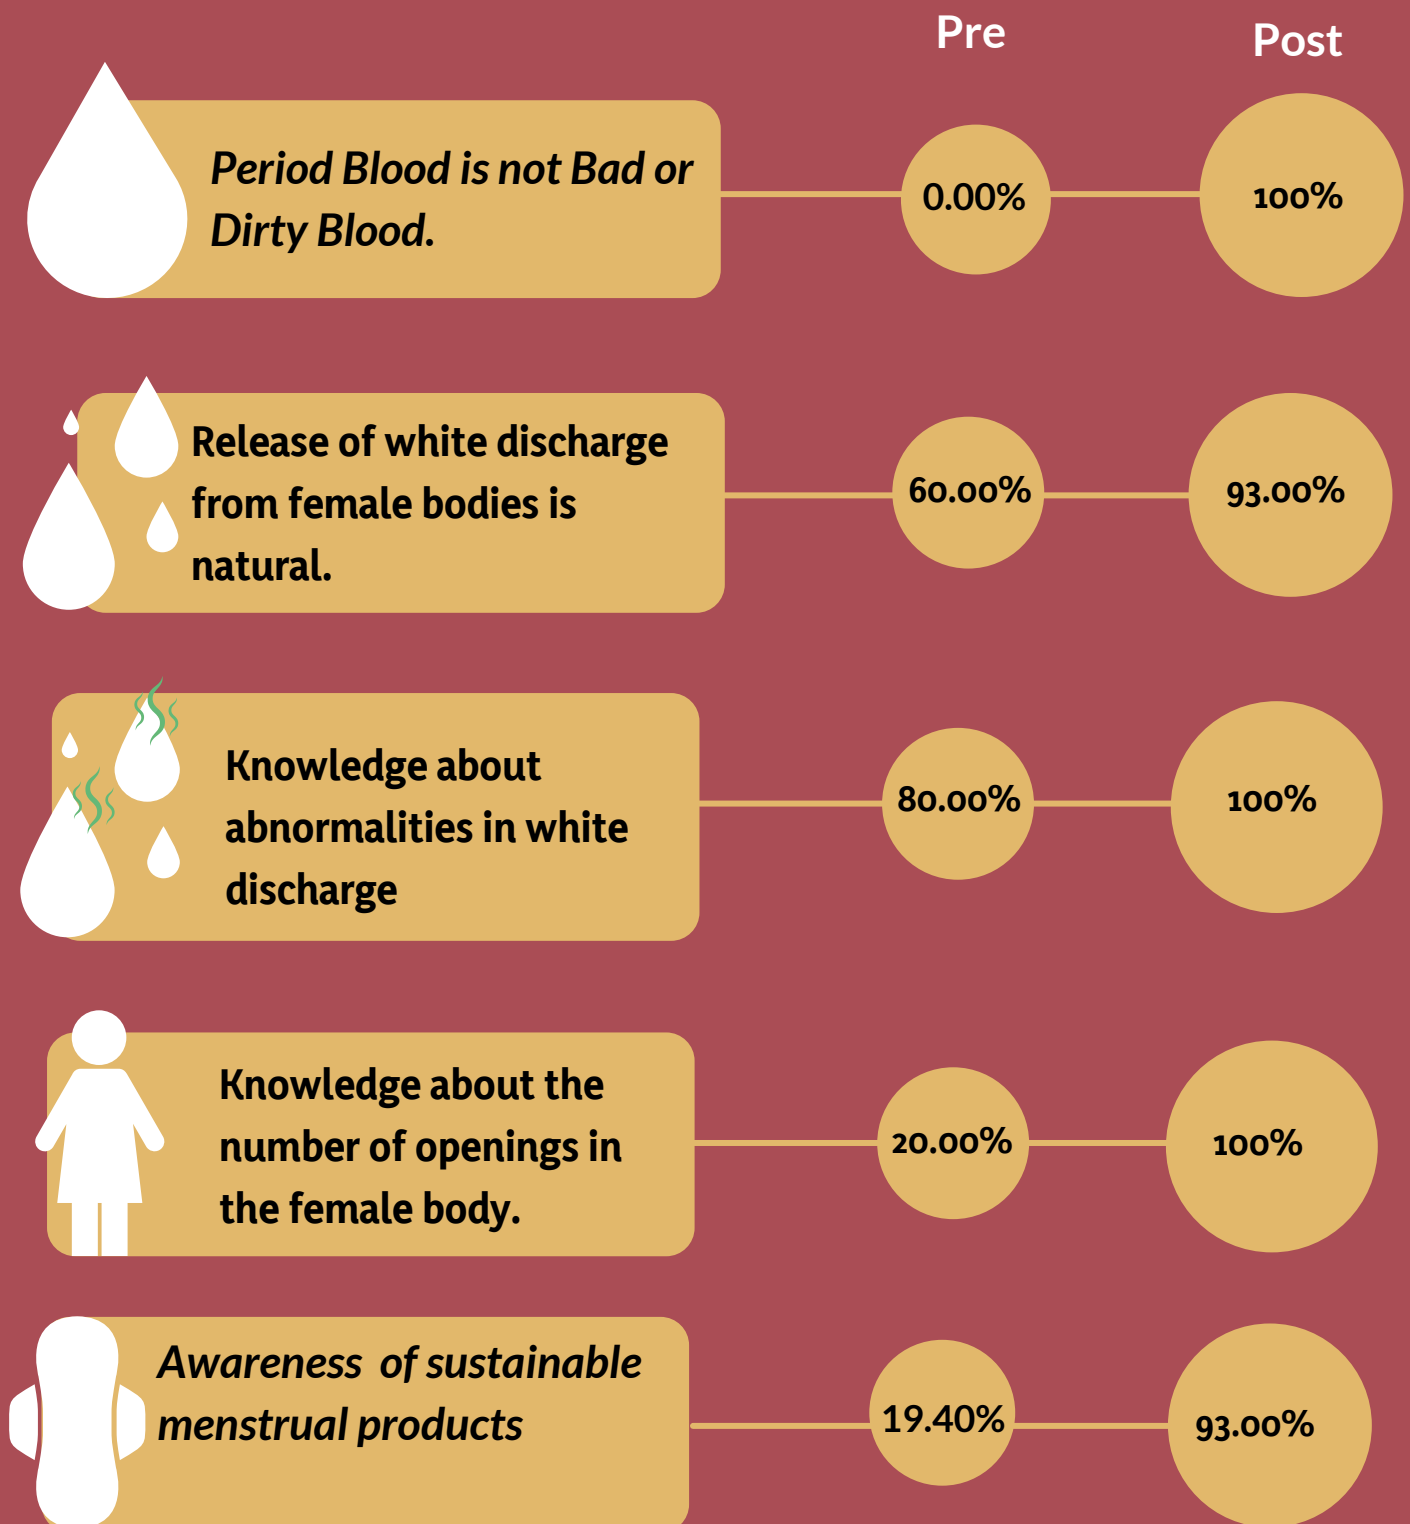 Pre
Post
Period Blood is not Bad or
Dirty Blood.
0.00%
100%
Release of white discharge
from female bodies is
natural.
60.00%
93.00%
Knowledge about
abnormalities in white
discharge
80.00%
100%
Knowledge about the
number of openings in
the female body.
20.00%
100%
Awareness of sustainable
menstrual products
19.40%
93.00%